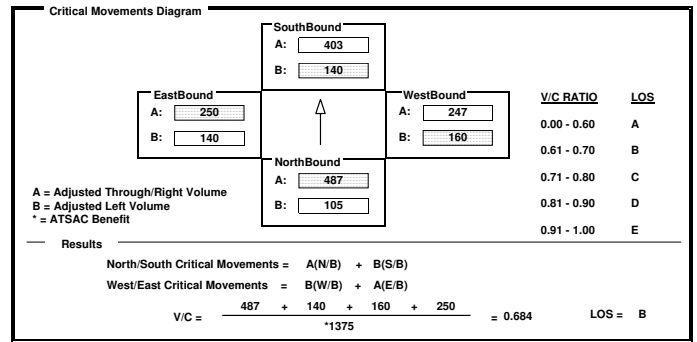 Critical Movements Diagram
SouthBound
A: 403
B: 140
EastBound
A: 250
B: 140
WestBound
A: 247
B: 160
NorthBound
A: 487
B: 105
V/C RATIO LOS
0.00 - 0.60 A
0.61 - 0.70 B
0.71 - 0.80 C
0.81 - 0.90 D
0.91 - 1.00 E
A = Adjusted Through/Right Volume
B = Adjusted Left Volume
* = ATSAC Benefit
Results
North/South Critical Movements = A(N/B) + B(S/B)
West/East Critical Movements = B(W/B) + A(E/B)
487 + 140 + 160 + 250
V/C = = 0.684 LOS = B
*1375